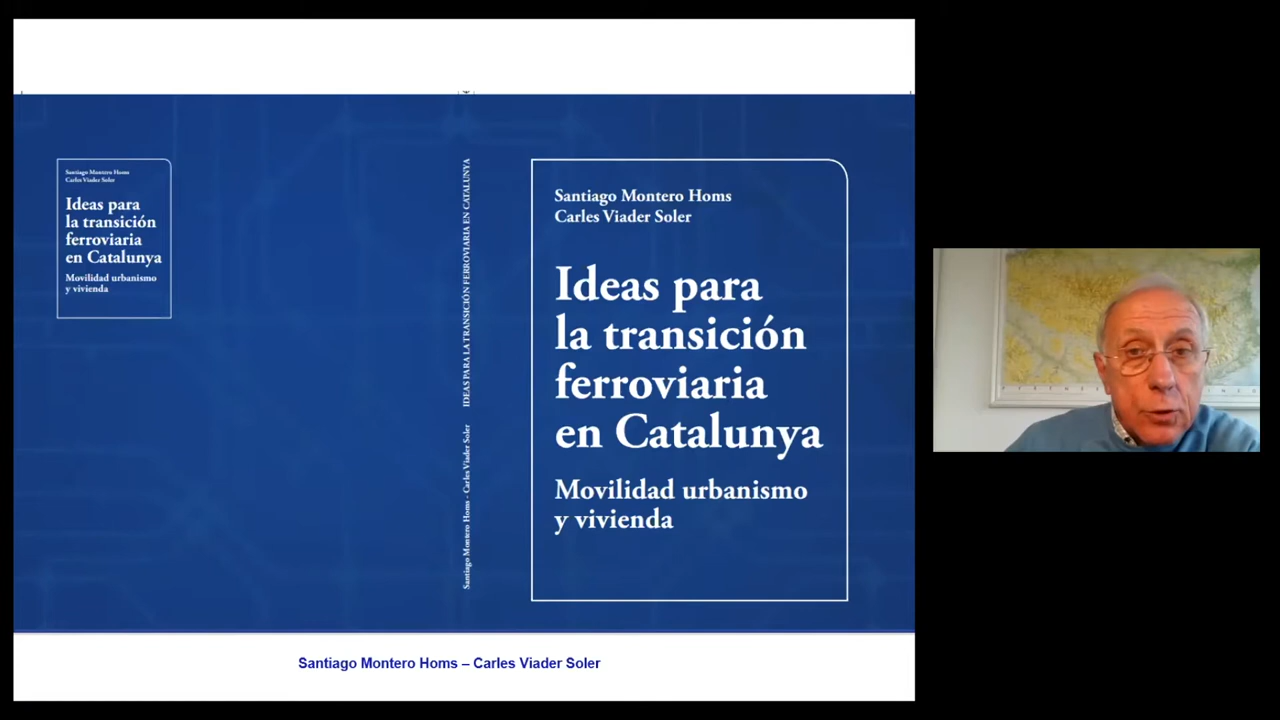 Santiago Montero Homs
Carles Viader Soler
Ideas para
la transición
ferroviaria
en Catalunya
Movilidad urbanismo
y vivienda
Santiago Montero Homs - Carles Viader Soler IDEAS PARA LA TRANSICIÓN FERROVIARIA EN CATALUNYA
Santiago Montero Homs
Carles Viader Soler
Ideas para
la transición
ferroviaria
en Catalunya
Movilidad urbanismo
y vivienda
Santiago Montero Homs – Carles Viader Soler